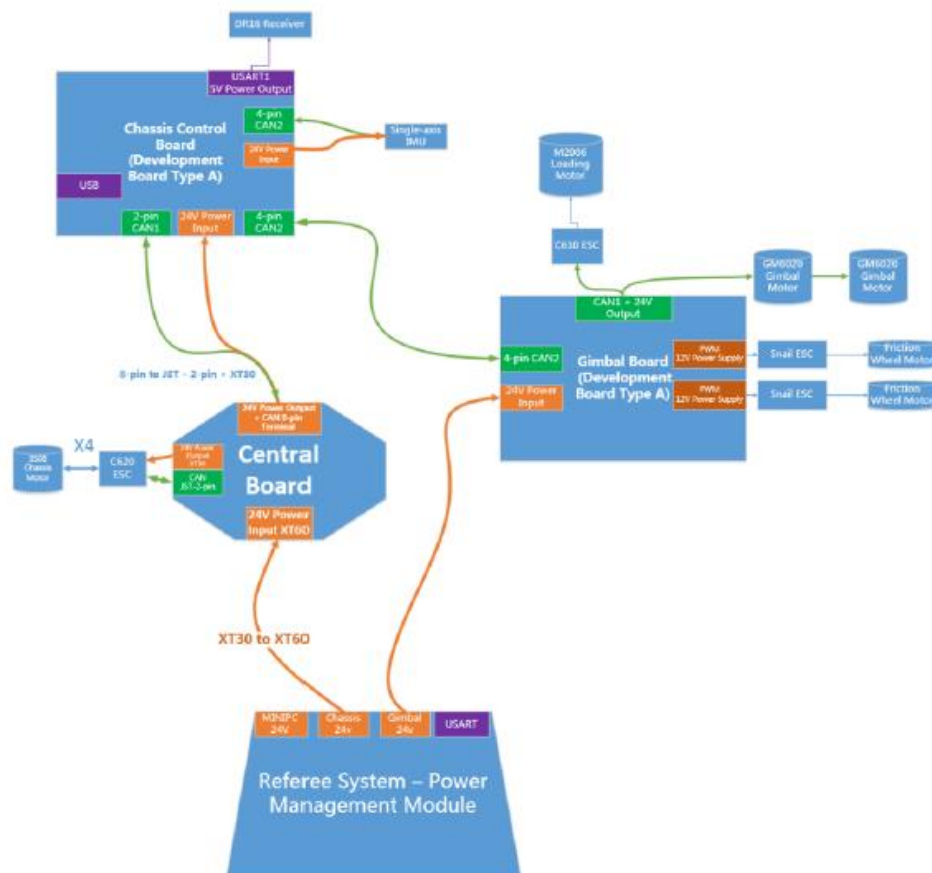 DR16 Receiver
USART1
5V Power Output
4-pin
CAN2
Chassis Control
Board
(Development
Board Type A)
24V Power
Input
Single-axis
IMU
USB
2-pin
CAN1
24V Power
Input
4-pin
CAN2
M2006
Loading
Motor
C610 ESC
GM6020
Gimbal
Motor
GM6020
Gimbal
Motor
CAN1 + 24V
Output
4-pin CAN2
Gimbal Board
(Development
Board Type A)
24V Power
Input
PWM
12V Power Supply
Snail ESC
Friction
Wheel Motor
PWM
12V Power Supply
Snail ESC
Friction
Wheel Motor
8-pin to JST - 2-pin + XT30
24V Power Output
+ CAN 8-pin
Terminal
Central
Board
X4
Chassis
Motor
C620
ESC
24V Power
Output
CAN
JST-2-pin
24V Power
Input XT60
XT30 to XT60
MINIPC
24V
Chassis
24v
Gimbal
24v
USART
Referee System – Power
Management Module